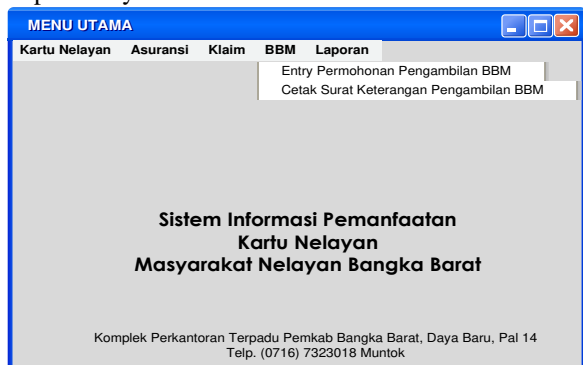 MENU UTAMA
Kartu Nelayan Asuransi Klaim BBM Laporan
Entry Permohonan Pengambilan BBM
Cetak Surat Keterangan Pengambilan BBM
Sistem Informasi Pemanfaatan
Kartu Nelayan
Masyarakat Nelayan Bangka Barat
Komplek Perkantoran Terpadu Pemkab Bangka Barat, Daya Baru, Pal 14
Telp. (0716) 7323018 Muntok